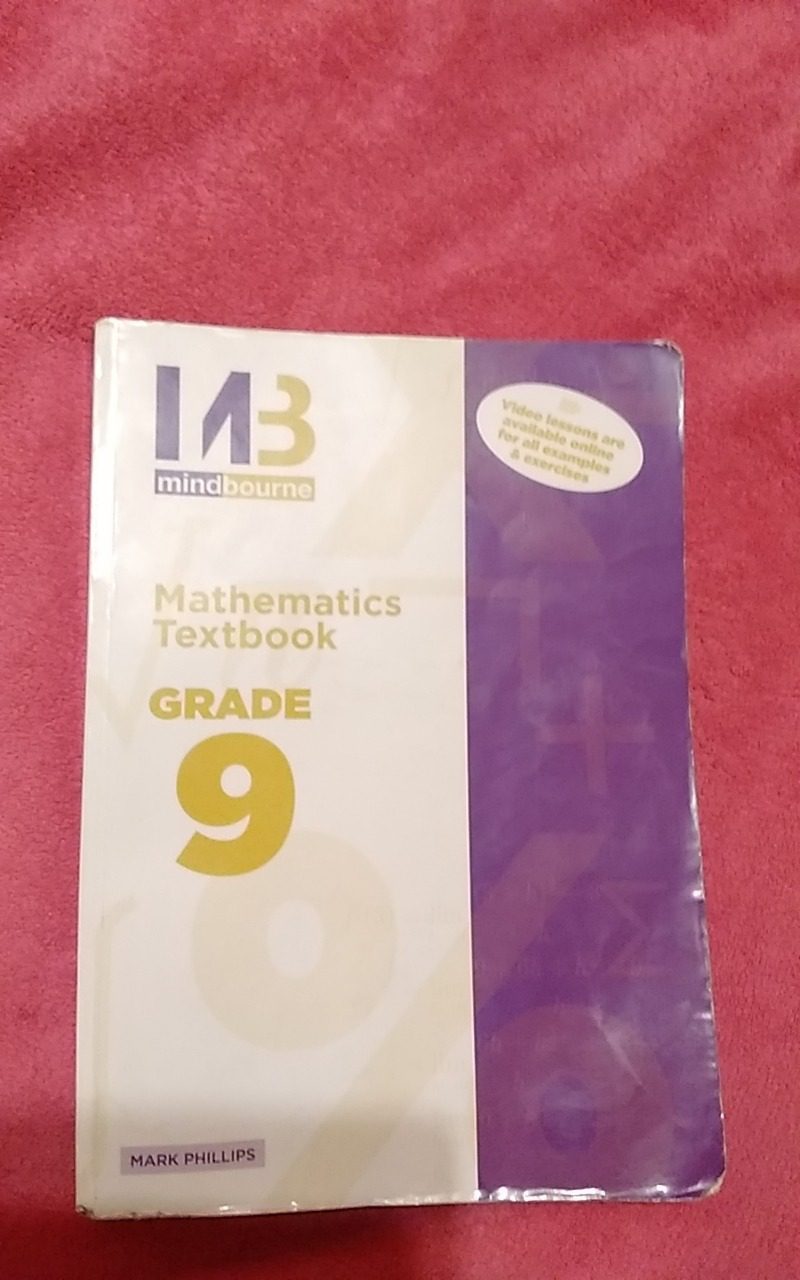 MB
mindbourne
Video lessons are
available online
for all examples
& exercises
Mathematics
Textbook
GRADE
9
MARK PHILLIPS